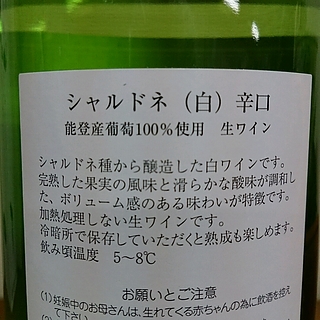 シャルドネ（白）辛口
能登産葡萄100％使用　生ワイン
シャルドネ種から醸造した白ワインです。
完熟した果実の風味と滑らかな酸味が調和し
た、ボリューム感のある味わいが特徴です。
加熱処理しない生ワインです。
冷暗所で保存していただくと熟成も楽しめます。
飲み頃温度　5〜8℃
お願いとご注意
(1)妊娠中のお母さんは、生れてくる赤ちゃんの為に飲酒を控え
て下さい